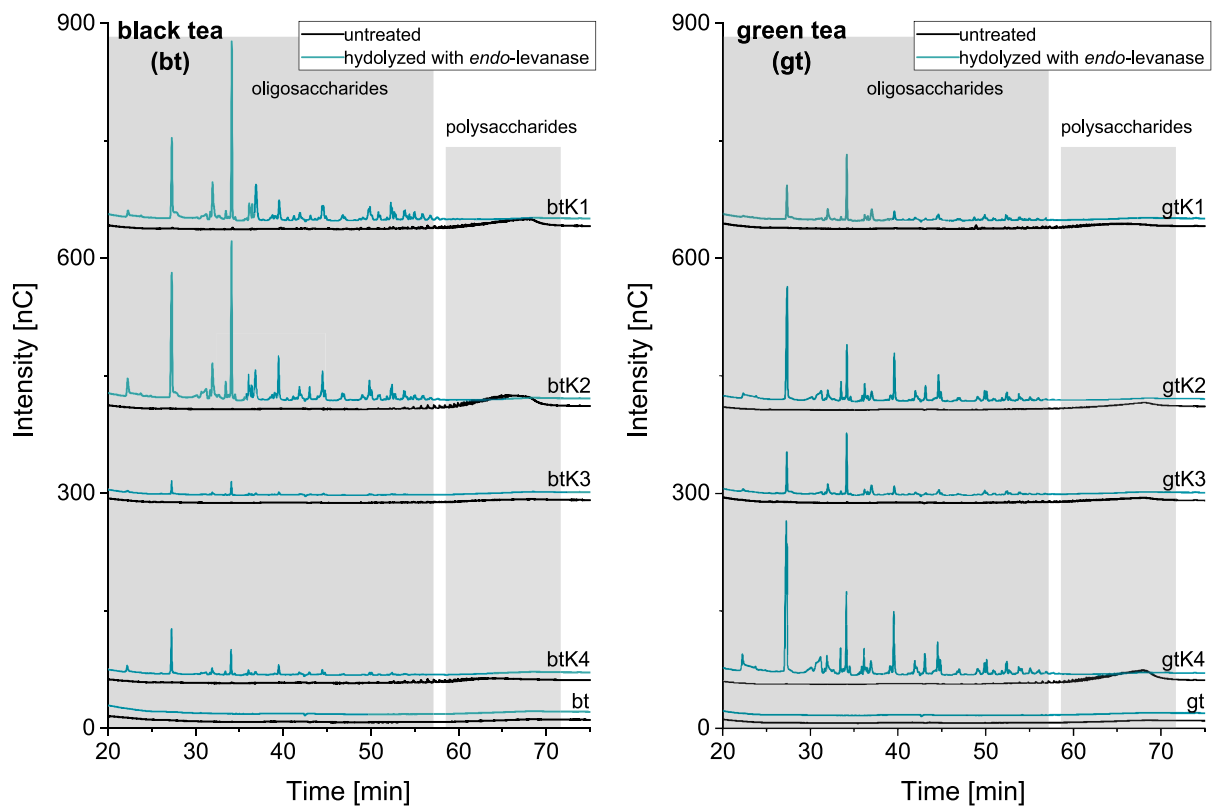 black tea
(bt)
untreated
hydolyzed with endo-levanase
oligosaccharides
polysaccharides
btK1
btK2
btK3
btK4
bt
900
600
300
0
Intensity [nC]
20 30 40 50 60 70
Time [min]
green tea
(gt)
untreated
hydolyzed with endo-levanase
oligosaccharides
polysaccharides
gtK1
gtK2
gtK3
gtK4
gt
900
600
300
0
Intensity [nC]
20 30 40 50 60 70
Time [min]